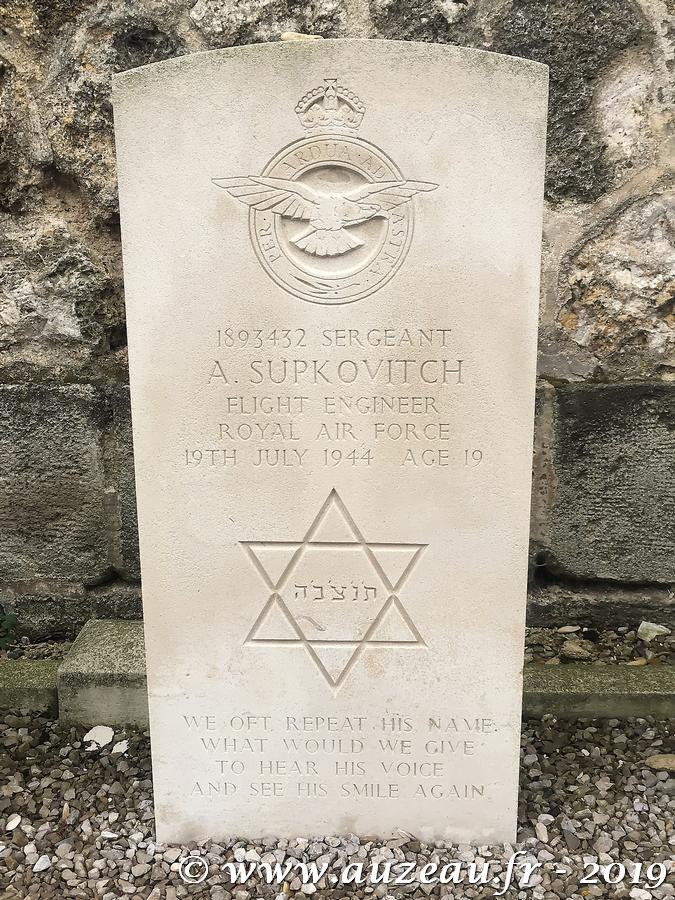 PER ARDUA AD ASTRA
1893432 SERGEANT
A. SUPKOVITCH
FLIGHT ENGINEER
ROYAL AIR FORCE
19TH JULY 1944 AGE 19
ת׳נ׳צ׳ב׳ה
WE OFT REPEAT HIS NAME.
WHAT WOULD WE GIVE
TO HEAR HIS VOICE
AND SEE HIS SMILE AGAIN
© www.auzeau.fr - 2019